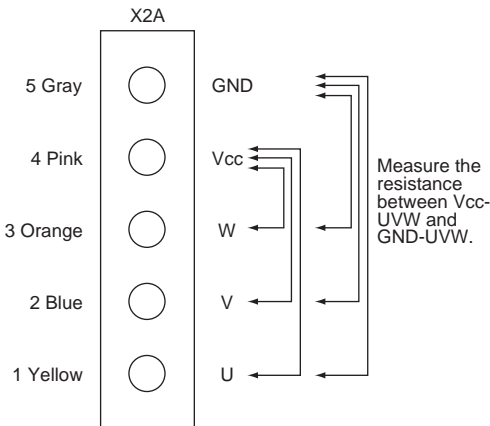 X2A
5 Gray GND
4 Pink Vcc
3 Orange W
2 Blue V
1 Yellow U
Measure the
resistance
between Vcc-
UVW and
GND-UVW.